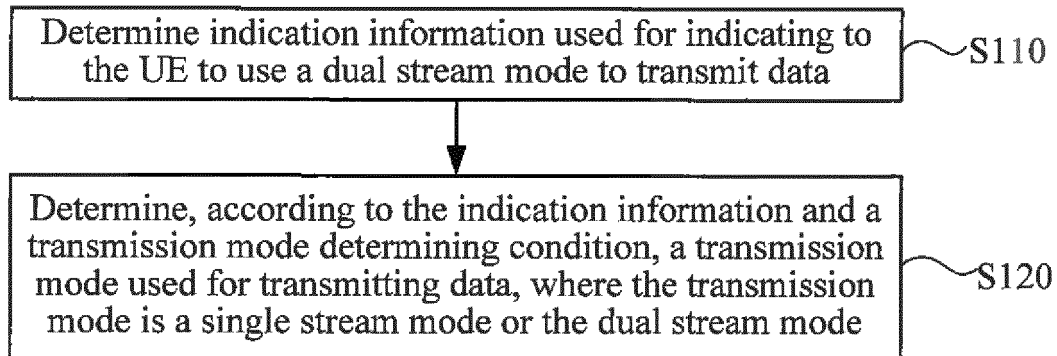 Determine indication information used for indicating to
the UE to use a dual stream mode to transmit data
S110
Determine, according to the indication information and a
transmission mode determining condition, a transmission
mode used for transmitting data, where the transmission
mode is a single stream mode or the dual stream mode
S120